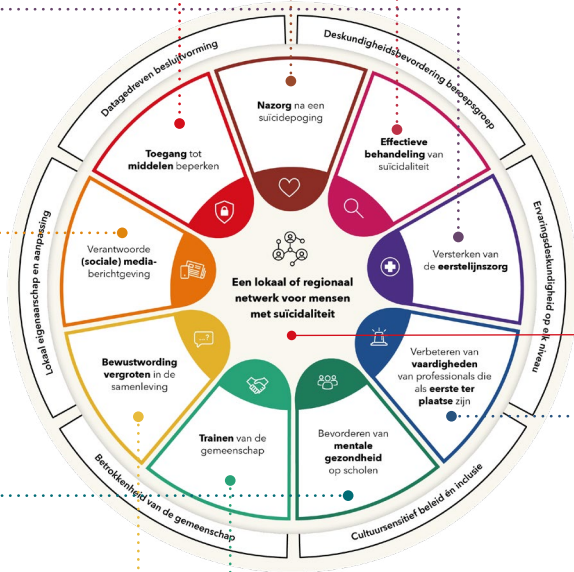 Datagedreven besluitvorming
Deskundigheidsbevordering beroepsgroep
Ervaringsdeskundigheid op elk niveau
Cultuursensitief beleid én inclusie
Betrokkenheid van de gemeenschap
Lokaal eigenaarschap en aanpassing
Nazorg na een
suïcidepoging
Effectieve
behandeling van
suïcidaliteit
Versterken van
de eerstelijnszorg
Verbeteren van
vaardigheden
van professionals die
als eerste ter
plaatse zijn
Bevorderen van
mentale
gezondheid
op scholen
Trainen van de
gemeenschap
Bewustwording
vergroten in de
samenleving
Verantwoorde
(sociale) media-
berichtgeving
Toegang tot
middelen beperken
Een lokaal of regionaal
netwerk voor mensen
met suïcidaliteit
...?